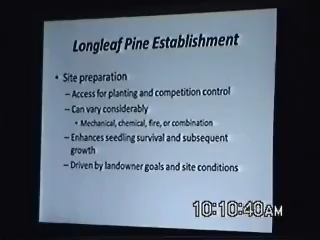 Longleaf Pine Establishment
• Site preparation
– Access for planting and competition control
– Can vary considerably
• Mechanical, chemical, fire, or combination
– Enhances seedling survival and subsequent
growth
– Driven by landowner goals and site conditions
10:10:40AM